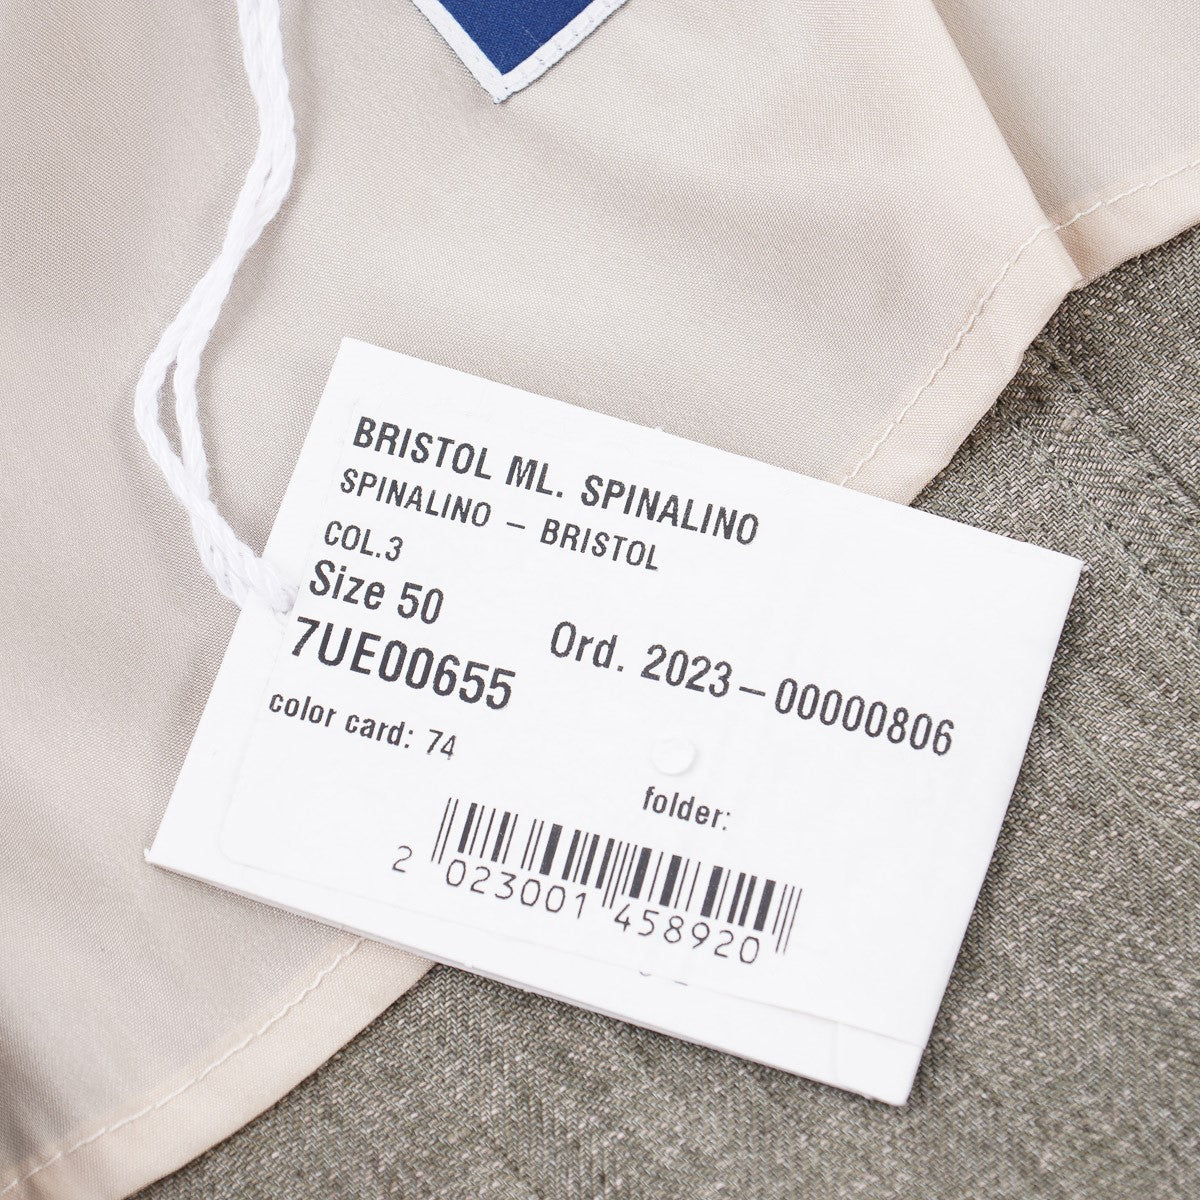 BRISTOL ML. SPINALINO
SPINALINO – BRISTOL
COL.3
Size 50
7UE00655
Ord. 2023–00000806
color card: 74
folder:
2 023001 458920